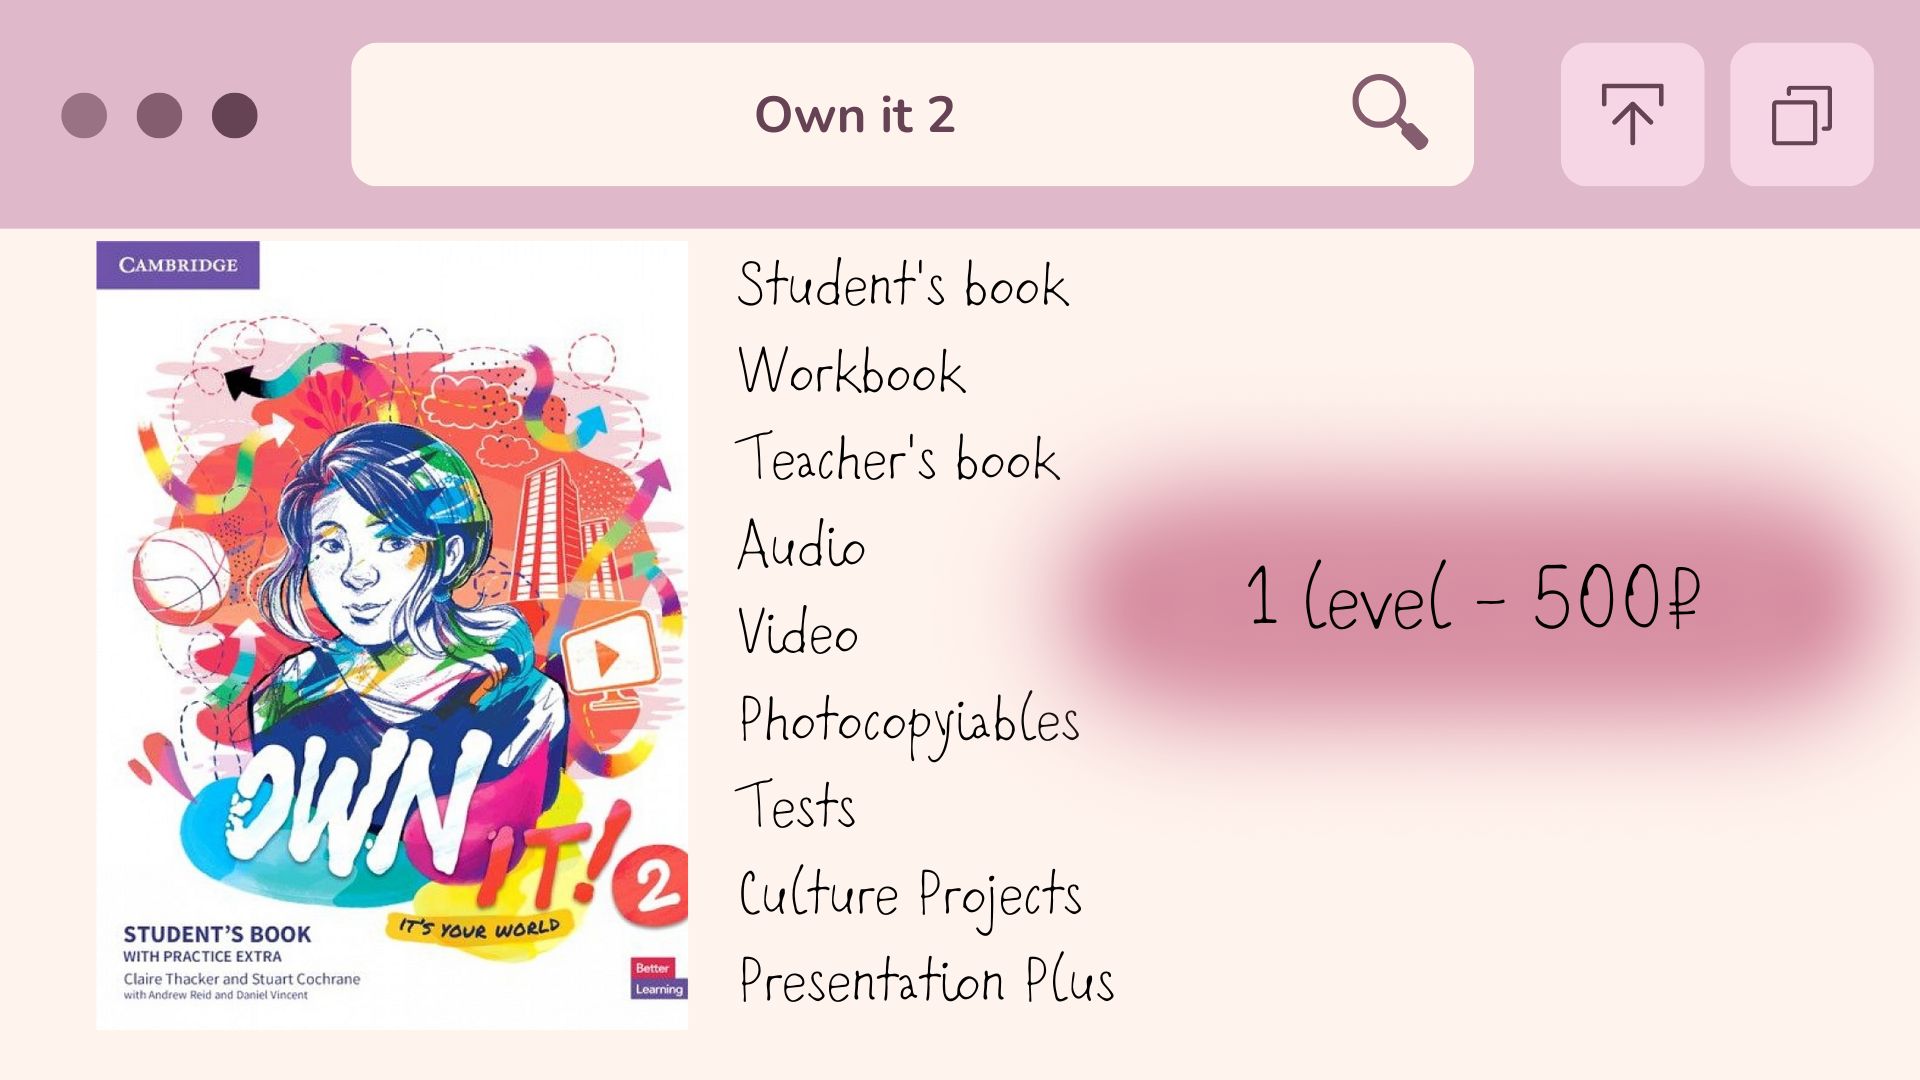 Own it 2
CAMBRIDGE
OWN
IT! 2
IT'S YOUR WORLD
STUDENT'S BOOK
WITH PRACTICE EXTRA
Claire Thacker and Stuart Cochrane
with Andrew Reid and Daniel Vincent
Better
Learning
Student's book
Workbook
Teacher's book
Audio
Video
Photocopyiables
Tests
Culture Projects
Presentation Plus
1 level - 500₽